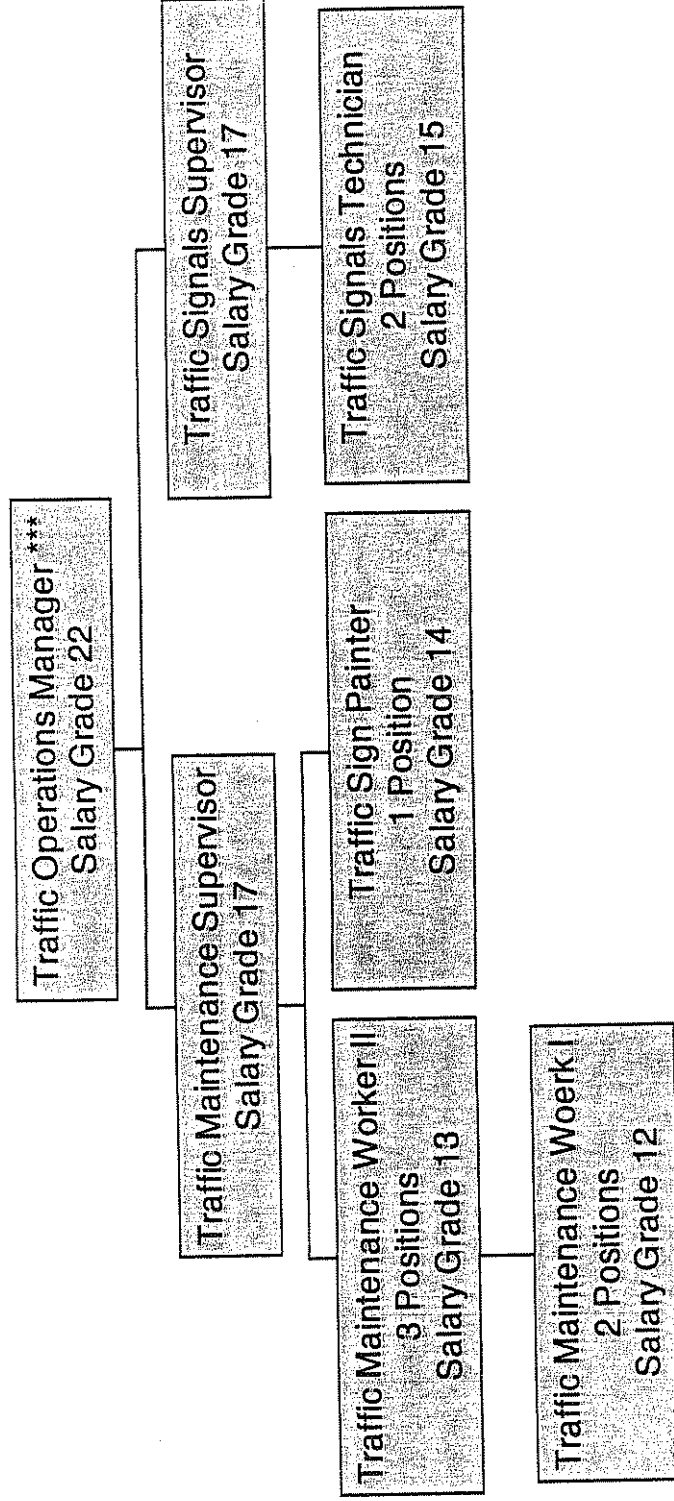 Traffic Operations Manager ***
Salary Grade 22
Traffic Maintenance Supervisor
Salary Grade 17
Traffic Signals Supervisor
Salary Grade 17
Traffic Maintenance Worker II
3 Positions
Salary Grade 13
Traffic Sign Painter
1 Position
Salary Grade 14
Traffic Signals Technician
2 Positions
Salary Grade 15
Traffic Maintenance Woerk I
2 Positions
Salary Grade 12